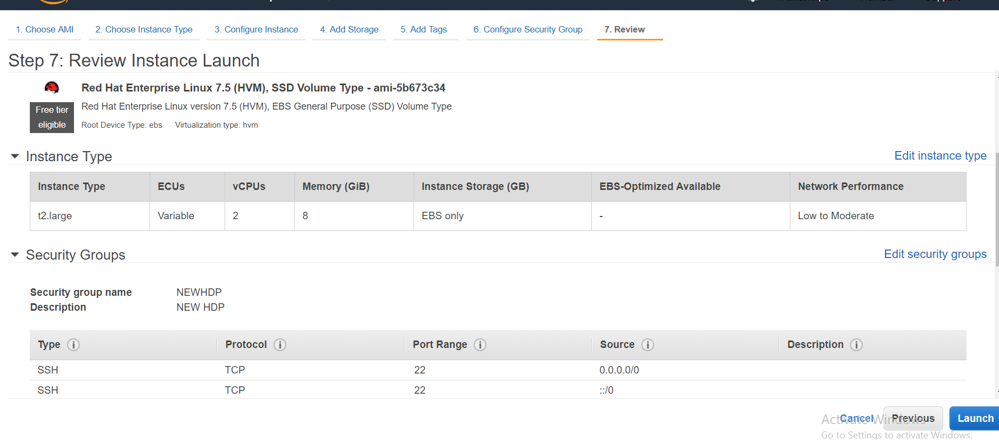 1. Choose AMI 2. Choose Instance Type 3. Configure Instance 4. Add Storage 5. Add Tags 6. Configure Security Group 7. Review
Step 7: Review Instance Launch
Red Hat Enterprise Linux 7.5 (HVM), SSD Volume Type - ami-5b673c34
Free tier eligible
Red Hat Enterprise Linux version 7.5 (HVM), EBS General Purpose (SSD) Volume Type
Root Device Type: ebs Virtualization type: hvm
Instance Type Edit instance type
Instance Type ECUs vCPUs Memory (GiB) Instance Storage (GB) EBS-Optimized Available Network Performance
t2.large Variable 2 8 EBS only - Low to Moderate
Security Groups Edit security groups
Security group name NEWHDP
Description NEW HDP
Type i Protocol i Port Range i Source i Description i
SSH TCP 22 0.0.0.0/0
SSH TCP 22 ::/0
Cancel Previous Launch
Activate Windows
Go to Settings to activate Windows.